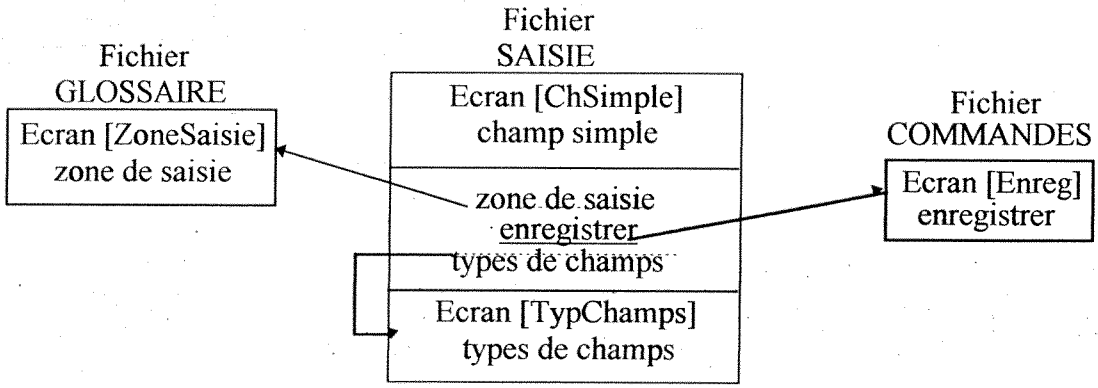 Fichier
GLOSSAIRE
Ecran [ZoneSaisie]
zone de saisie
Fichier
SAISIE
Ecran [ChSimple]
champ simple
zone de saisie
enregistrer
types de champs
Ecran [TypChamps]
types de champs
Fichier
COMMANDES
Ecran [Enreg]
enregistrer